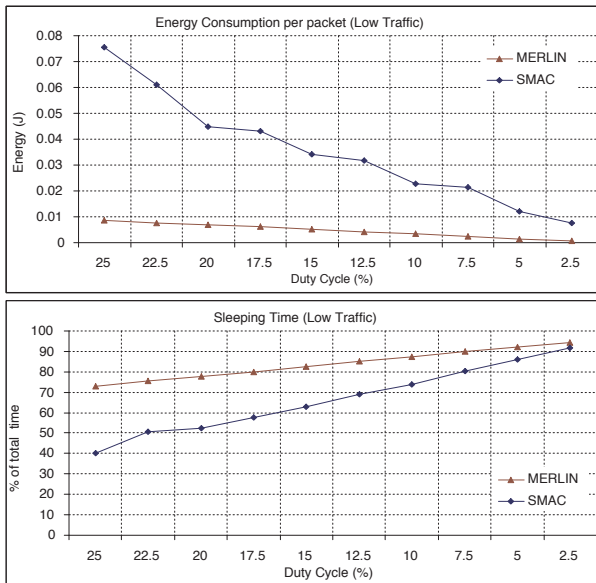 Energy Consumption per packet (Low Traffic)
0.08
0.07
0.06
0.05
0.04
0.03
0.02
0.01
0
Energy (J)
MERLIN
SMAC
25 22.5 20 17.5 15 12.5 10 7.5 5 2.5
Duty Cycle (%)
Sleeping Time (Low Traffic)
100
90
80
70
60
50
40
30
20
10
0
% of total time
MERLIN
SMAC
25 22.5 20 17.5 15 12.5 10 7.5 5 2.5
Duty Cycle (%)